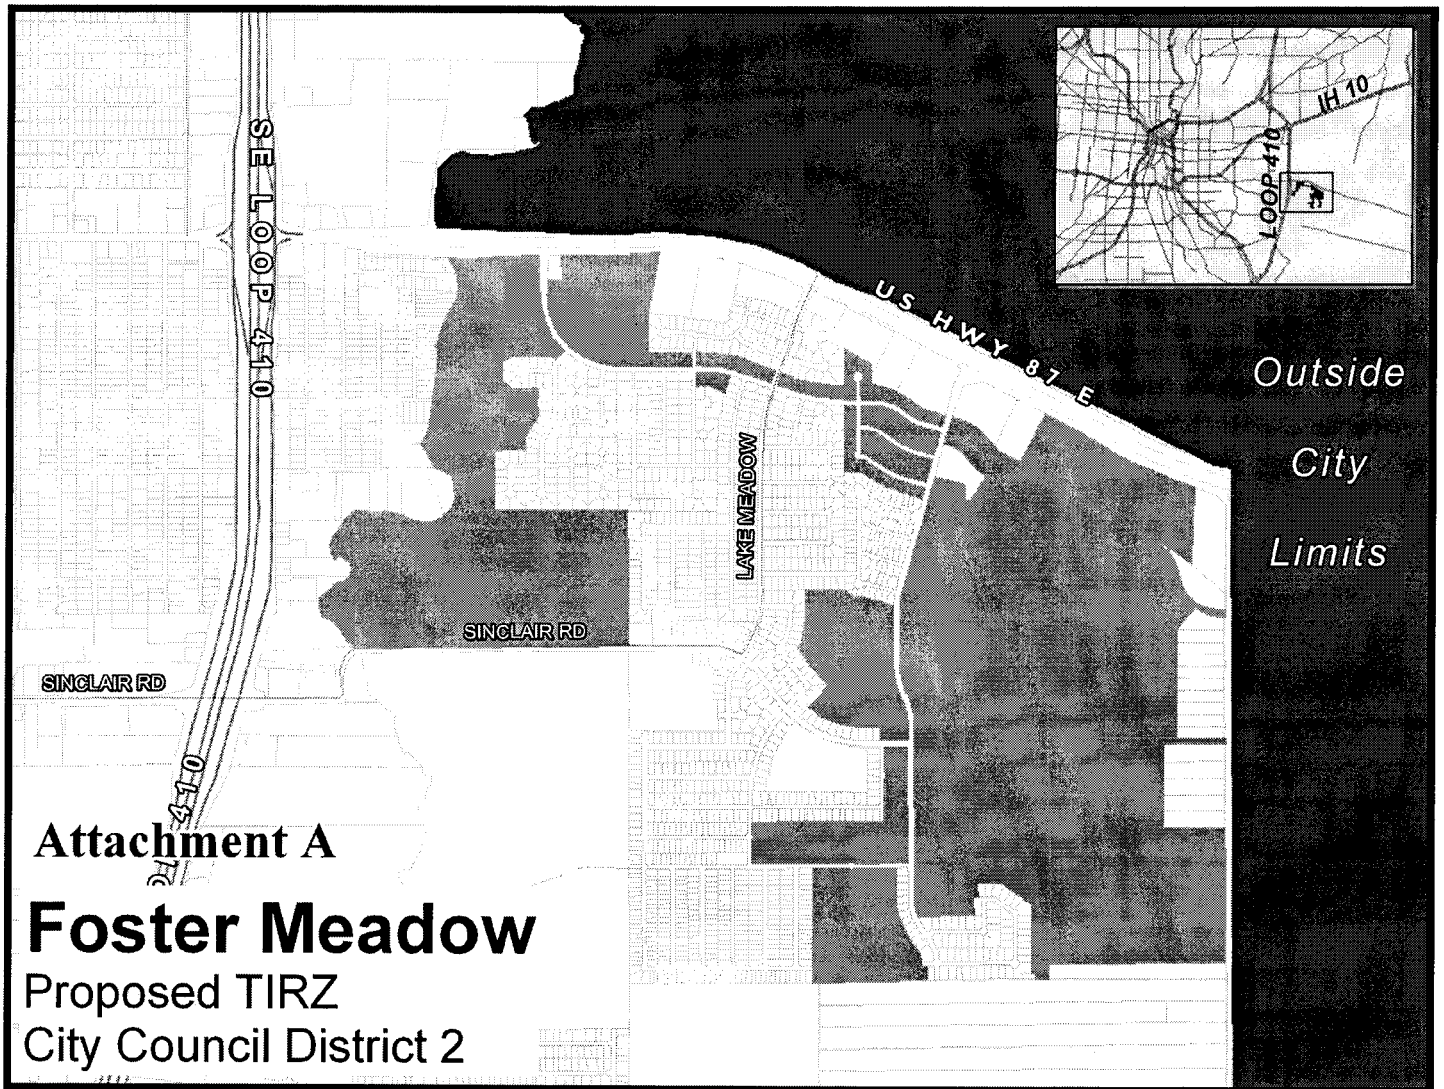 SE LOOP 410
IH 10
LOOP 410
US HWY 87 E
Outside
City
Limits
LAKE MEADOW
SINCLAIR RD
SINCLAIR RD
410
Attachment A
Foster Meadow
Proposed TIRZ
City Council District 2